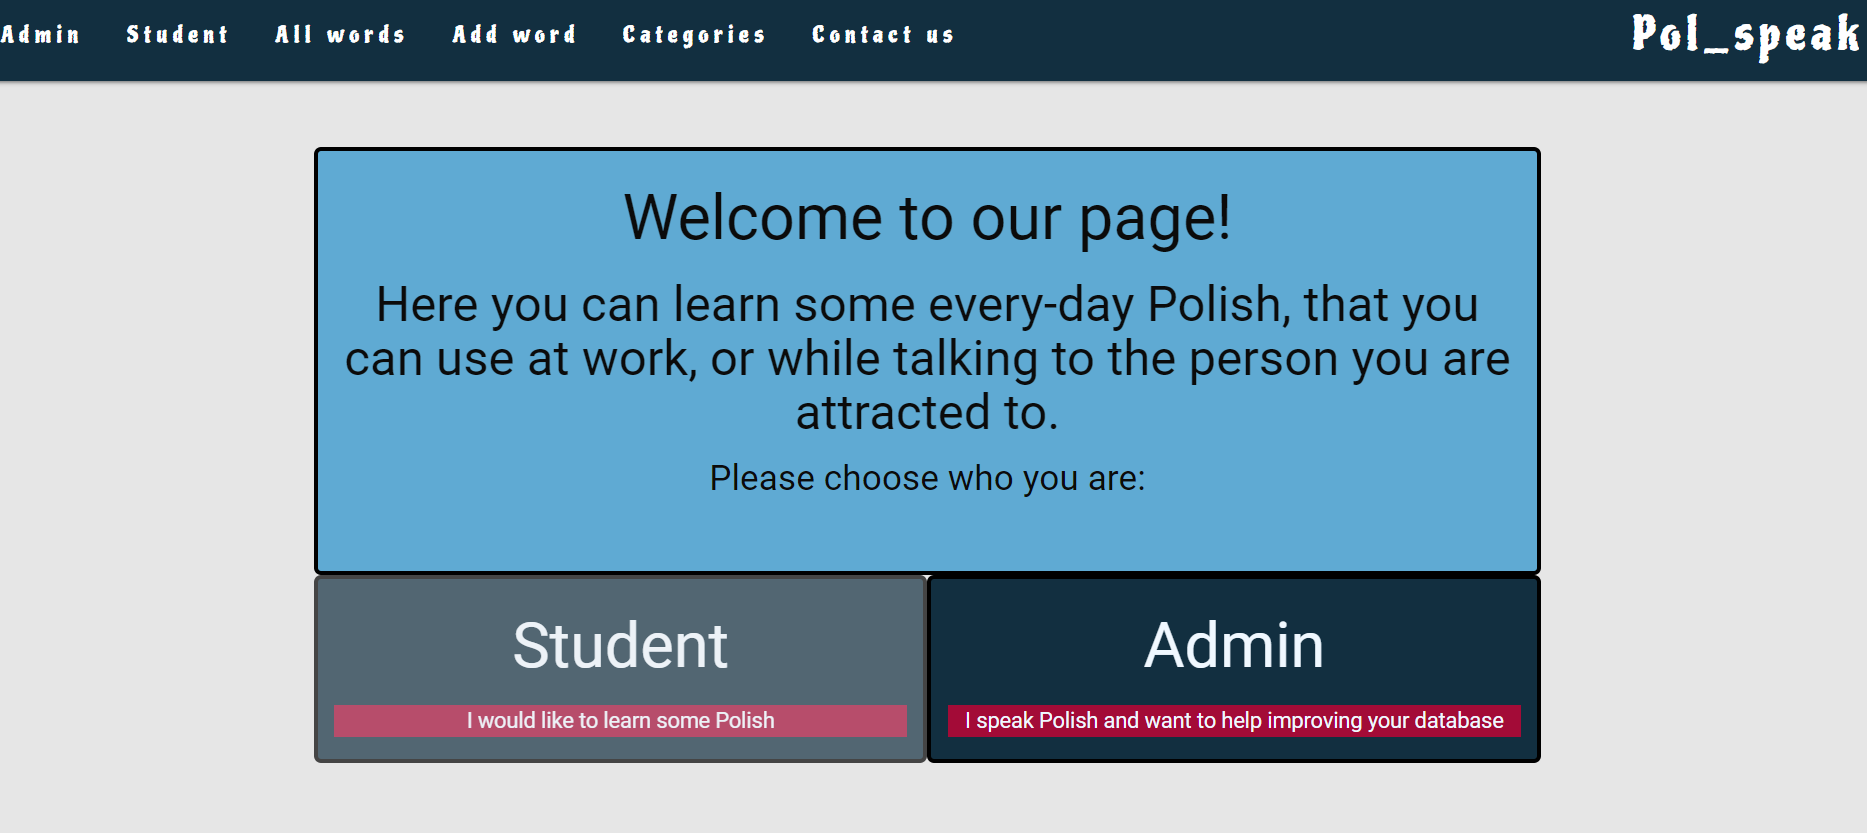 Admin Student All words Add word Categories Contact us Pol_speak
Welcome to our page!
Here you can learn some every-day Polish, that you
can use at work, or while talking to the person you are
attracted to.
Please choose who you are:
Student
I would like to learn some Polish
Admin
I speak Polish and want to help improving your database